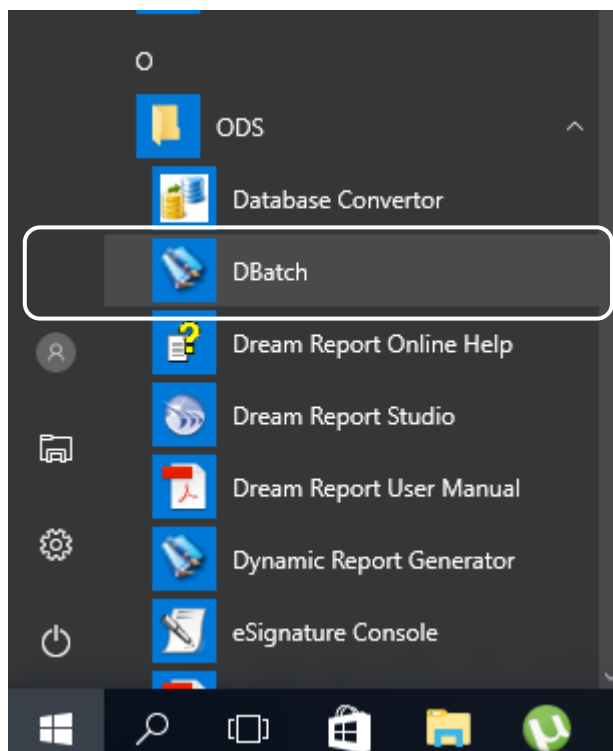 O
ODS
Database Convertor
DBatch
Dream Report Online Help
Dream Report Studio
Dream Report User Manual
Dynamic Report Generator
eSignature Console